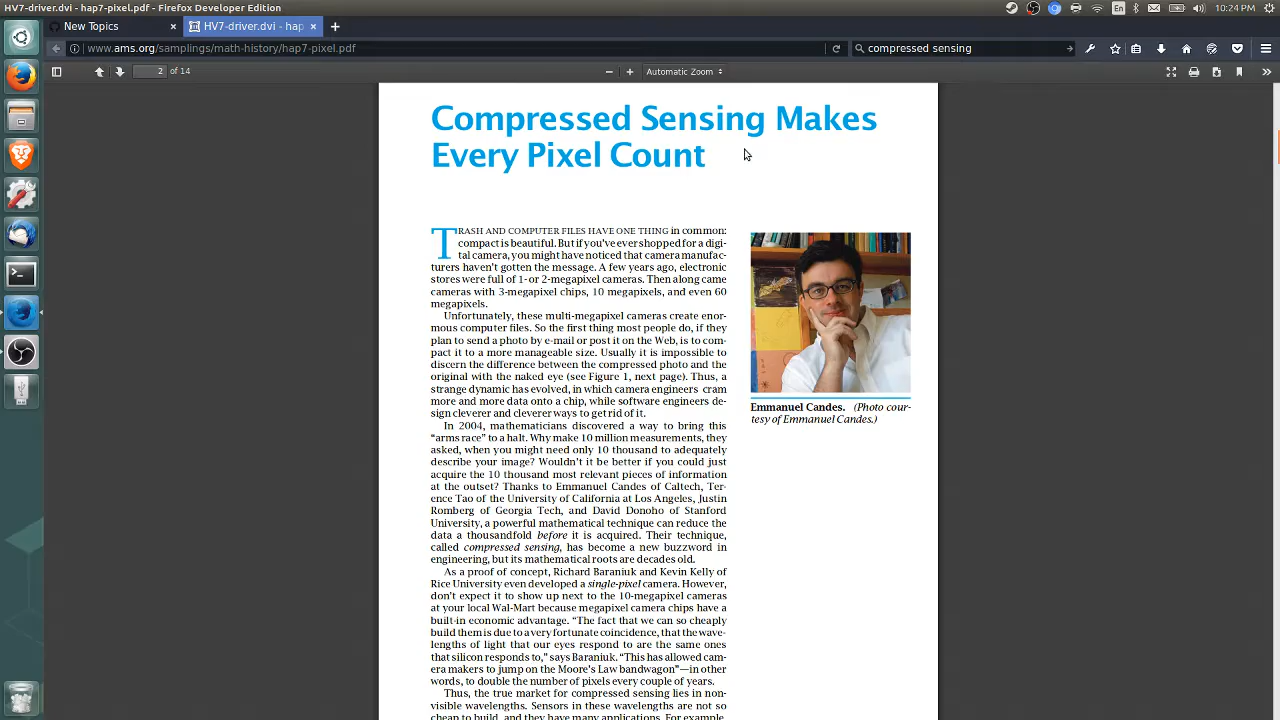 HV7-driver.dvi - hap7-pixel.pdf - Firefox Developer Edition
En
10:24 PM
New Topics
HV7-driver.dvi - hap
www.ams.org/samplings/math-history/hap7-pixel.pdf
compressed sensing
2 of 14
Automatic Zoom
Compressed Sensing Makes
Every Pixel Count
TRASH AND COMPUTER FILES HAVE ONE THING in common:
compact is beautiful. But if you've ever shopped for a digi-
tal camera, you might have noticed that camera manufac-
turers haven't gotten the message. A few years ago, electronic
stores were full of 1- or 2-megapixel cameras. Then along came
cameras with 3-megapixel chips, 10 megapixels, and even 60
megapixels.
Unfortunately, these multi-megapixel cameras create enor-
mous computer files. So the first thing most people do, if they
plan to send a photo by e-mail or post it on the Web, is to com-
pact it to a more manageable size. Usually it is impossible to
discern the difference between the compressed photo and the
original with the naked eye (see Figure 1, next page). Thus, a
strange dynamic has evolved, in which camera engineers cram
more and more data onto a chip, while software engineers de-
sign cleverer and cleverer ways to get rid of it.
In 2004, mathematicians discovered a way to bring this
“arms race” to a halt. Why make 10 million measurements, they
asked, when you might need only 10 thousand to adequately
describe your image? Wouldn't it be better if you could just
acquire the 10 thousand most relevant pieces of information
at the outset? Thanks to Emmanuel Candes of Caltech, Ter-
ence Tao of the University of California at Los Angeles, Justin
Romberg of Georgia Tech, and David Donoho of Stanford
University, a powerful mathematical technique can reduce the
data a thousandfold before it is acquired. Their technique,
called compressed sensing, has become a new buzzword in
engineering, but its mathematical roots are decades old.
As a proof of concept, Richard Baraniuk and Kevin Kelly of
Rice University even developed a single-pixel camera. However,
don't expect it to show up next to the 10-megapixel cameras
at your local Wal-Mart because megapixel camera chips have a
built-in economic advantage. “The fact that we can so cheaply
build them is due to a very fortunate coincidence, that the wave-
lengths of light that our eyes respond to are the same ones
that silicon responds to,” says Baraniuk. “This has allowed cam-
era makers to jump on the Moore's Law bandwagon”—in other
words, to double the number of pixels every couple of years.
Thus, the true market for compressed sensing lies in non-
visible wavelengths. Sensors in these wavelengths are not so
cheap to build, and they have many applications. For example,
Emmanuel Candes. (Photo cour-
tesy of Emmanuel Candes.)